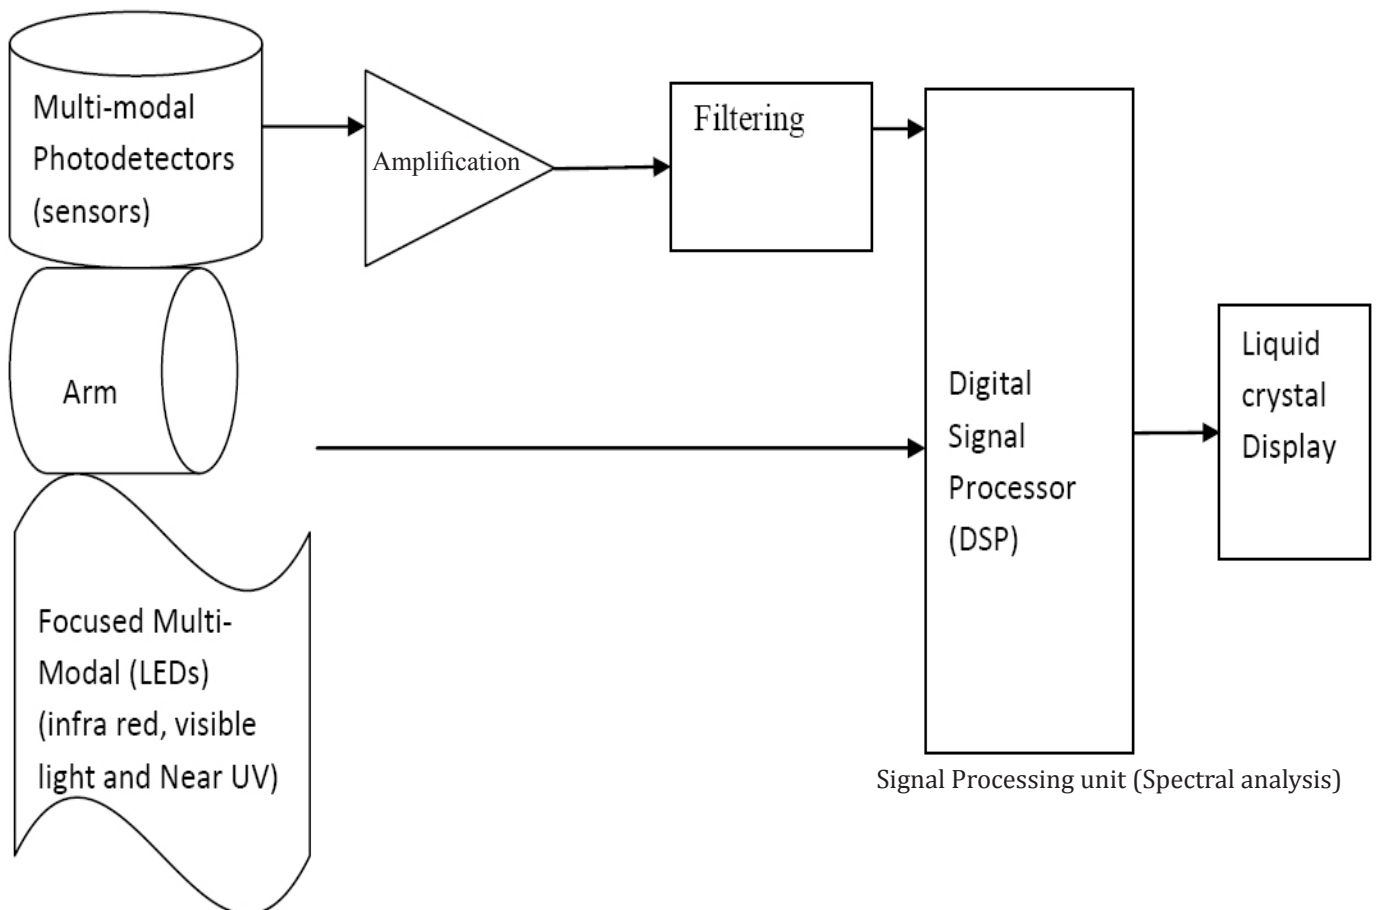 Multi-modal
Photodetectors
(sensors)
Amplification
Filtering
Arm
Digital
Signal
Processor
(DSP)
Liquid
crystal
Display
Focused Multi-
Modal (LEDs)
(infra red, visible
light and Near UV)
Signal Processing unit (Spectral analysis)